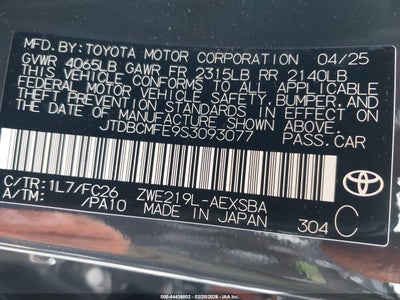 MFD.BY:TOYOTA MOTOR CORPORATION 04/25
GVWR 4065LB GAWR FR 2315LB RR 2140LB
THIS VEHICLE CONFORMS TO ALL APPLICABLE
FEDERAL MOTOR VEHICLE SAFETY, BUMPER, AND
THEFT PREVENTION STANDARDS IN EFFECT ON
THE DATE OF MANUFACTURE SHOWN ABOVE.
JTDBCMFE9S3093077 PASS.CAR
C/TR:1L7/FC26 ZWE219L-AEXSBA
A/TM: /PA10 MADE IN JAPAN 304 C
TOYOTA